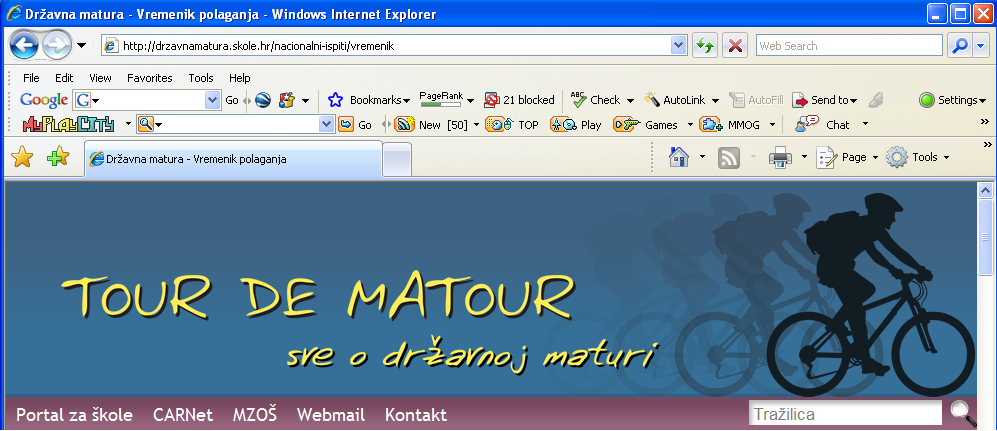 Državna matura - Vremenik polaganja - Windows Internet Explorer
http://drzavnamatura.skole.hr/nacionalni-ispiti/vremenik Web Search
File Edit View Favorites Tools Help
Google G Go Bookmarks PageRank 21 blocked ABC Check AutoLink AutoFill Send to Settings
MyPlayCity Go New [50] TOP Play Games MMOG Chat
Državna matura - Vremenik polaganja Page Tools
TOUR DE MATOUR
sve o državnoj maturi
Portal za škole CARNet MZOŠ Webmail Kontakt Tražilica